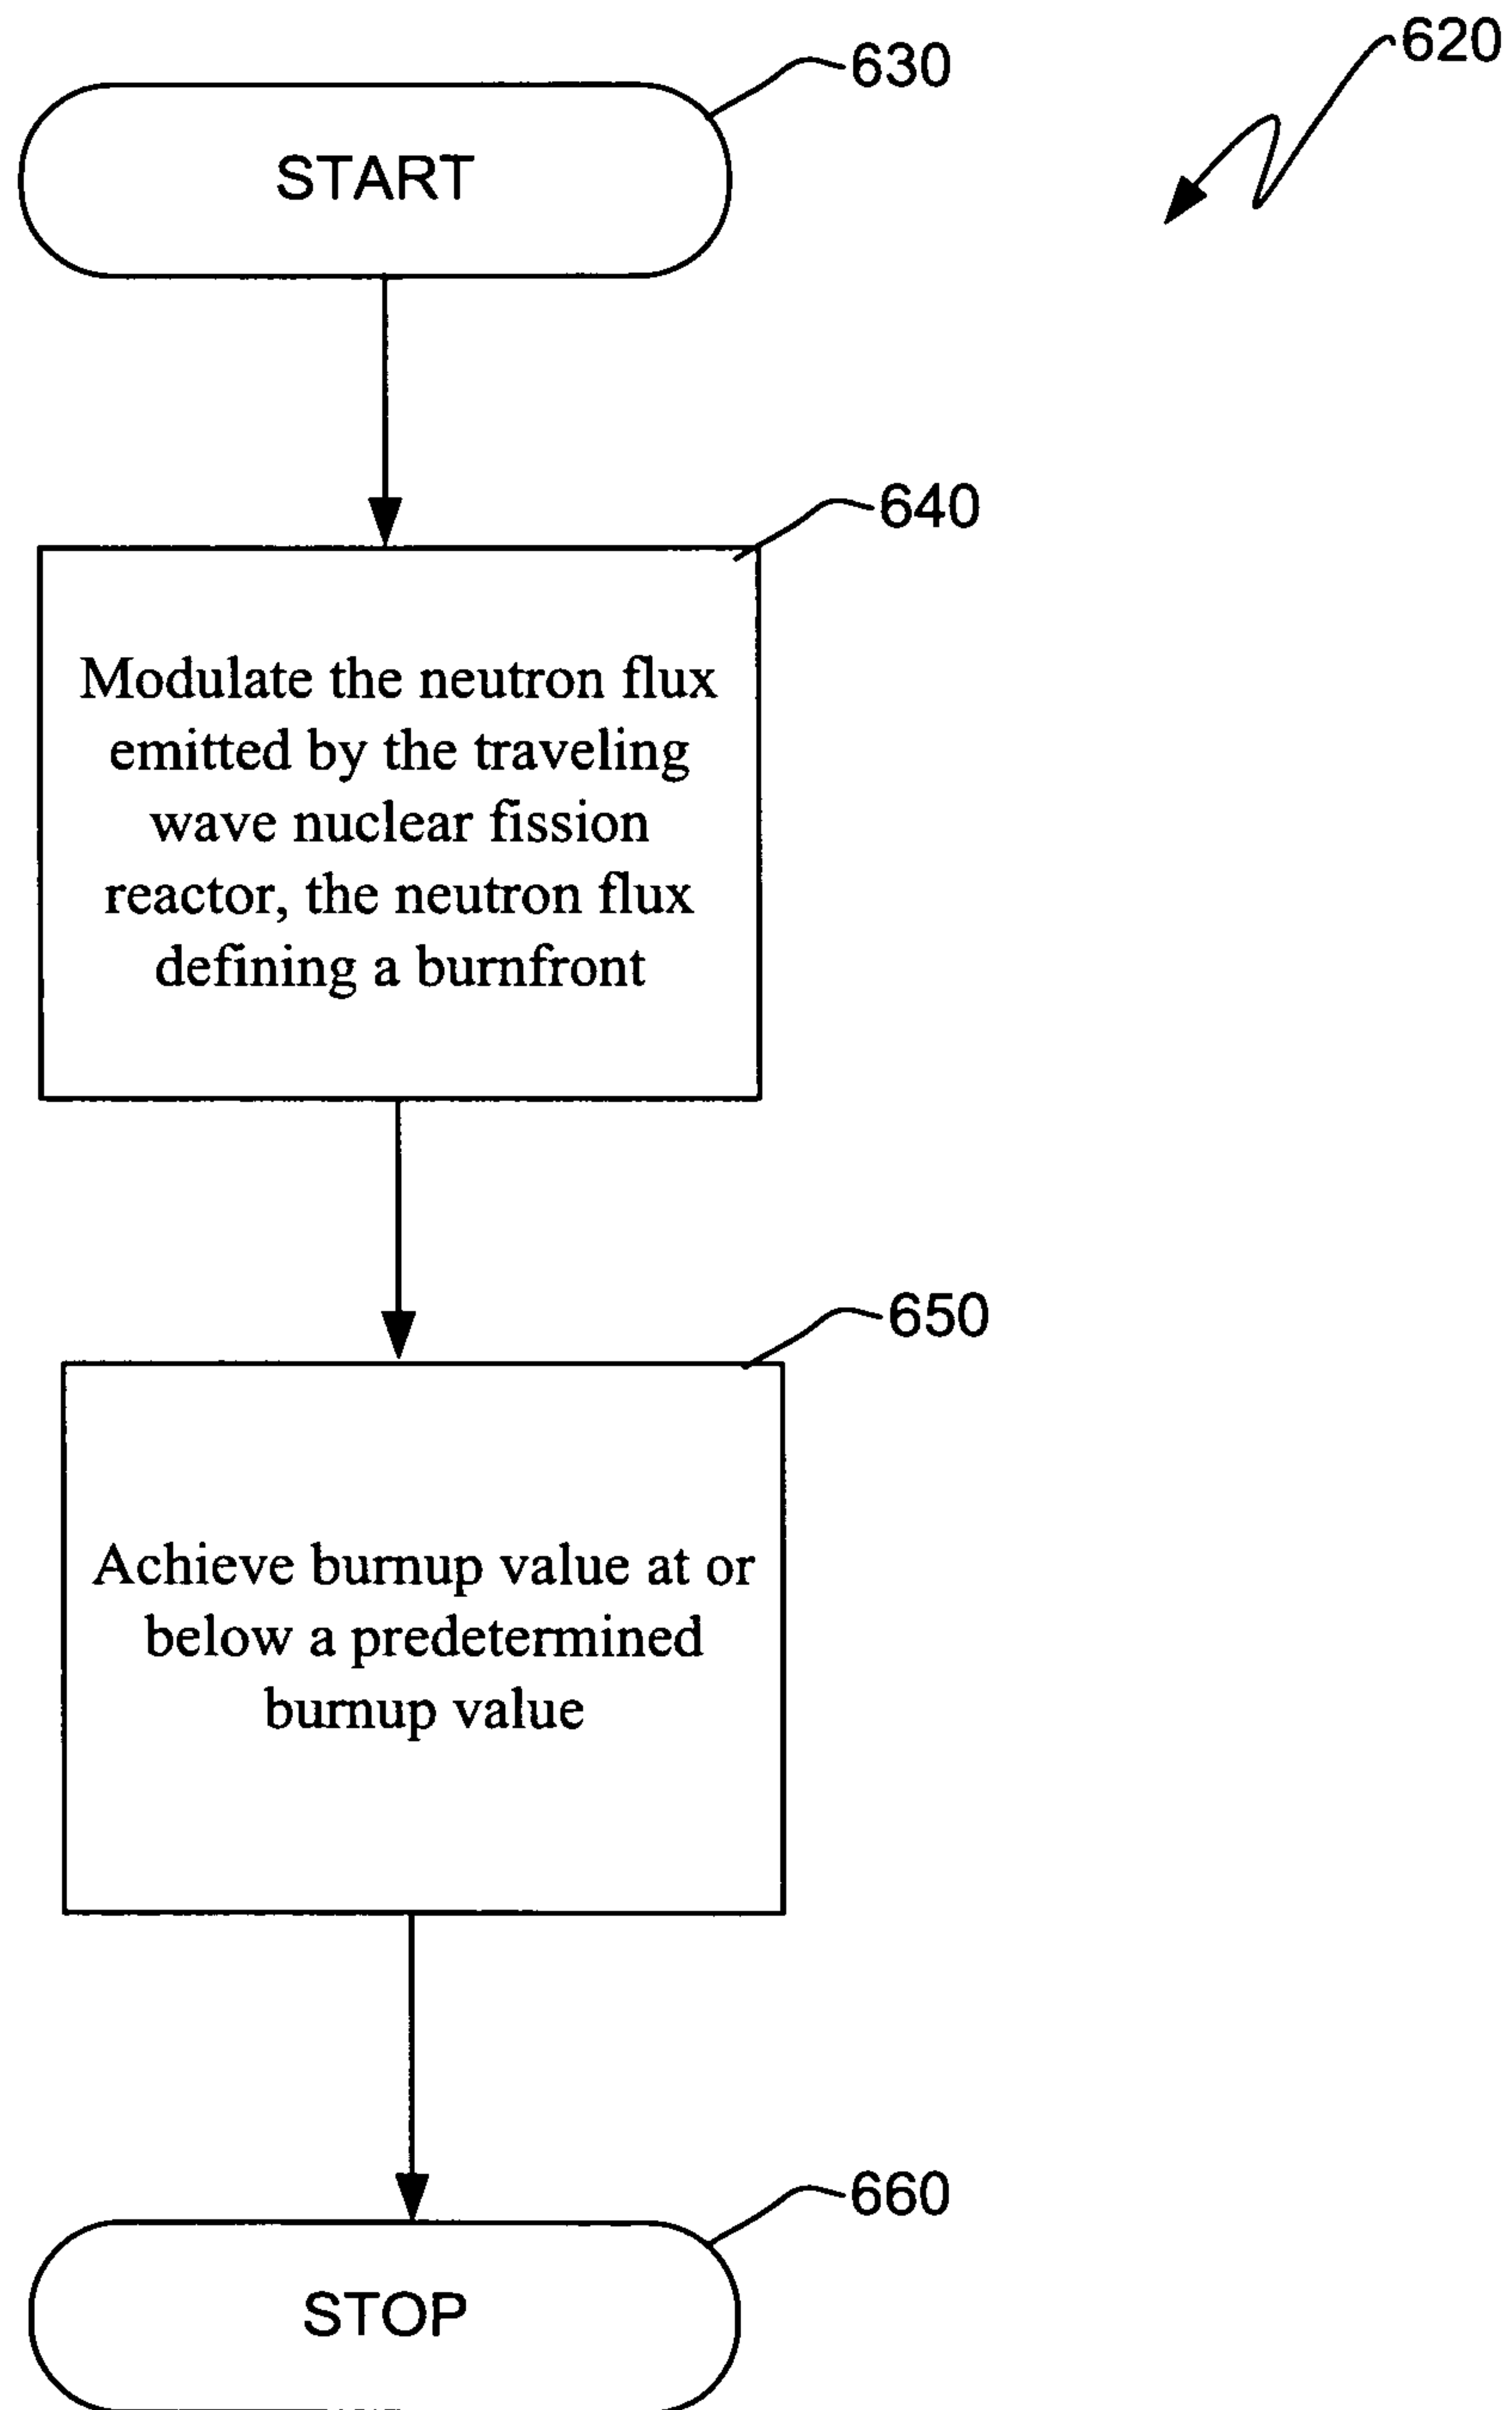 620
630
START
640
Modulate the neutron flux
emitted by the traveling
wave nuclear fission
reactor, the neutron flux
defining a burnfront
650
Achieve burnup value at or
below a predetermined
burnup value
660
STOP